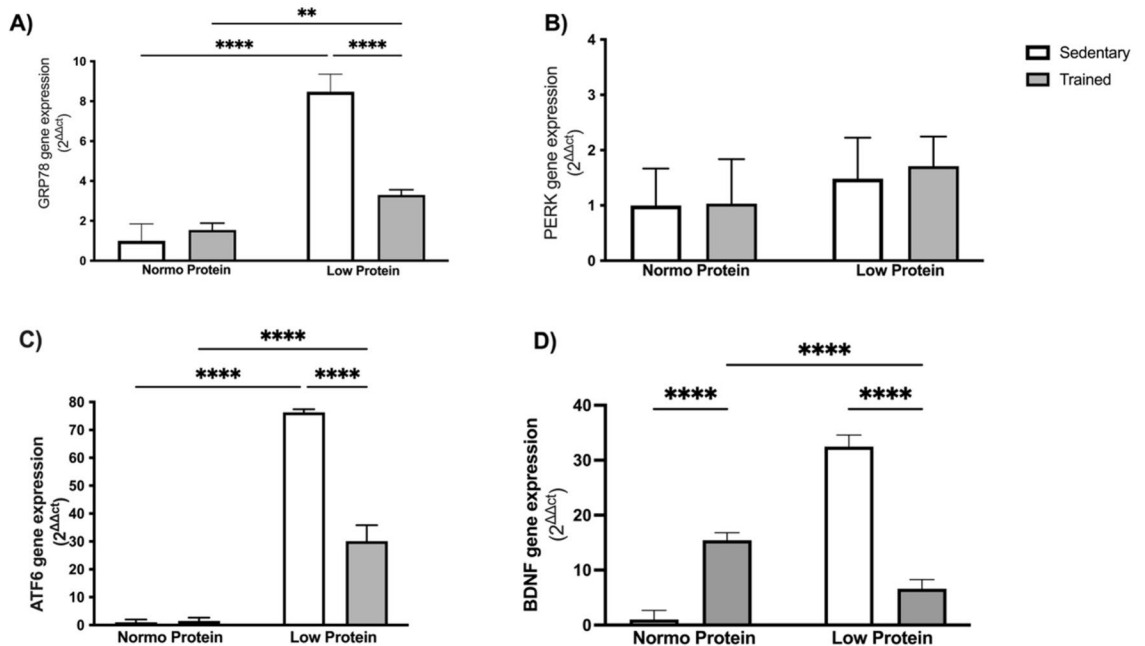 A)
**
****
****
GRP78 gene expression
(2^ΔΔct)
10
8
6
4
2
0
Normo Protein
Low Protein
B)
PERK gene expression
(2^ΔΔct)
4
3
2
1
0
Normo Protein
Low Protein
Sedentary
Trained
C)
****
****
****
ATF6 gene expression
(2^ΔΔct)
80
70
60
50
40
30
20
10
0
Normo Protein
Low Protein
D)
****
****
****
BDNF gene expression
(2^ΔΔct)
40
30
20
10
0
Normo Protein
Low Protein